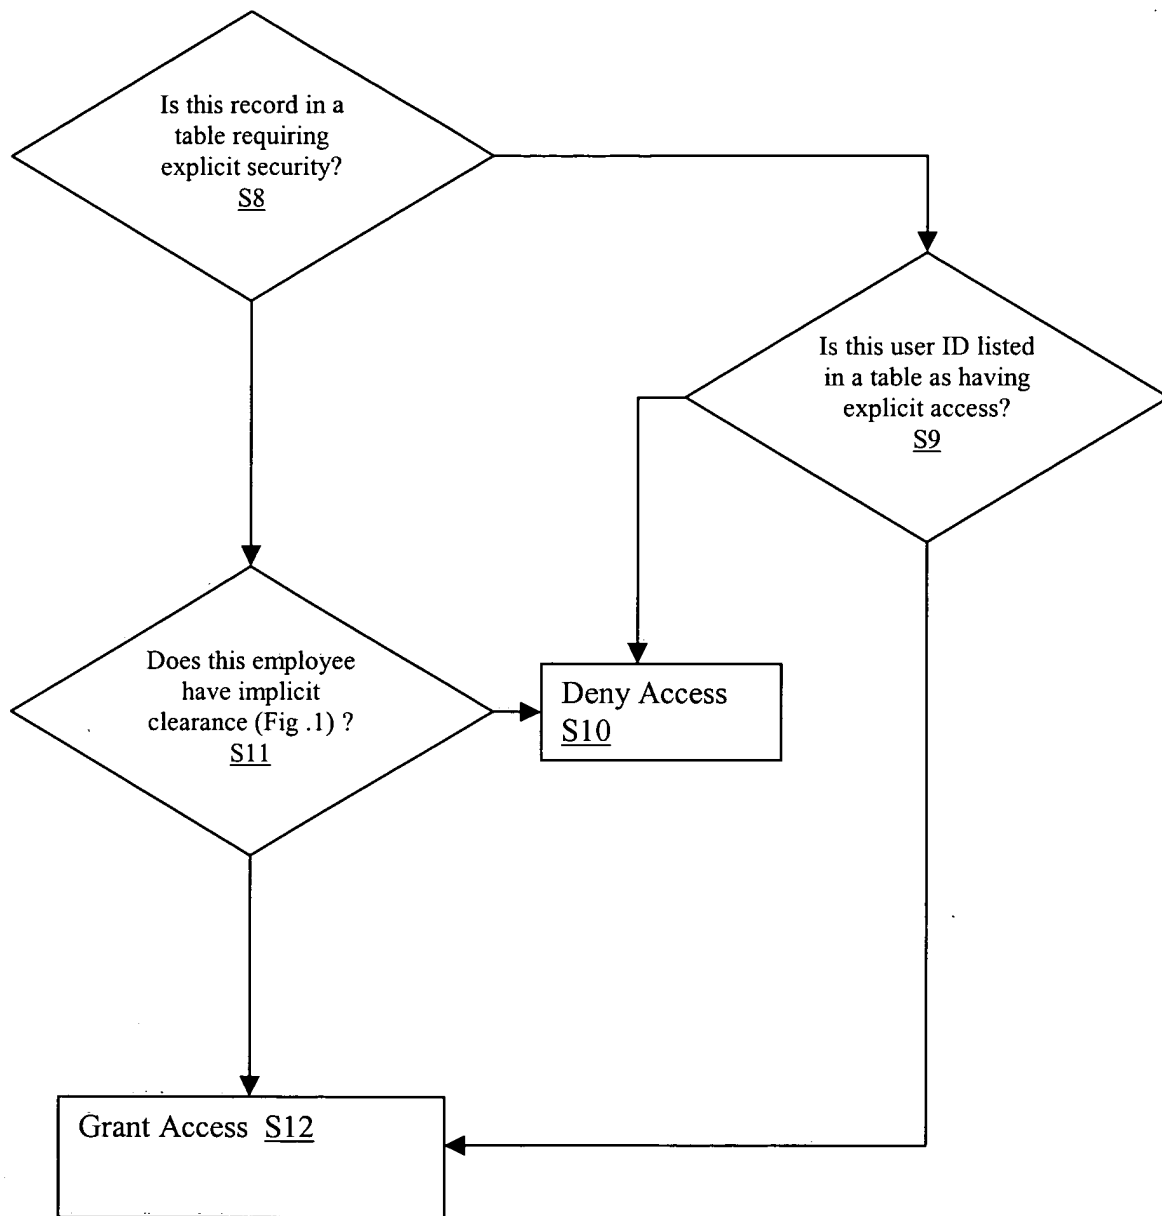 Is this record in a
table requiring
explicit security?
S8
Is this user ID listed
in a table as having
explicit access?
S9
Does this employee
have implicit
clearance (Fig .1) ?
S11
Deny Access
S10
Grant Access S12